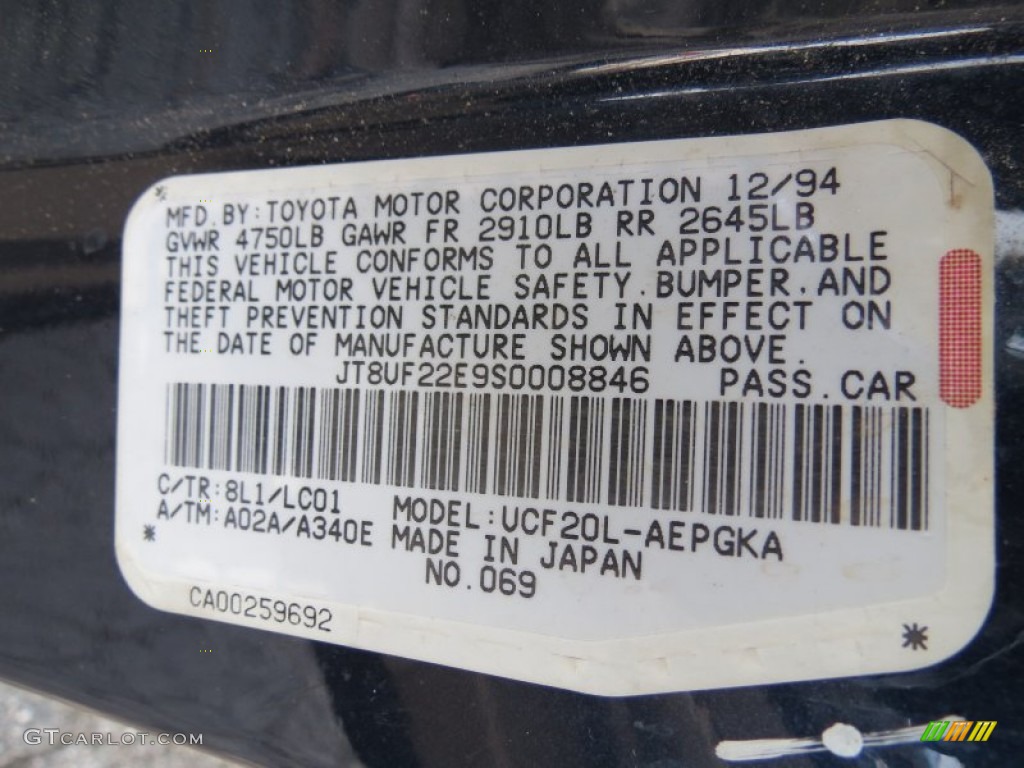 MFD. BY: TOYOTA MOTOR CORPORATION 12/94
GVWR 4750LB GAWR FR 2910LB RR 2645LB
THIS VEHICLE CONFORMS TO ALL APPLICABLE
FEDERAL MOTOR VEHICLE SAFETY. BUMPER. AND
THEFT PREVENTION STANDARDS IN EFFECT ON
THE DATE OF MANUFACTURE SHOWN ABOVE.
JT8UF22E9S0008846 PASS. CAR
C/TR: 8L1/LC01 MODEL: UCF20L-AEPGKA
A/TM: A02A/A340E MADE IN JAPAN
NO. 069
CA00259692
GTCARLOT.COM